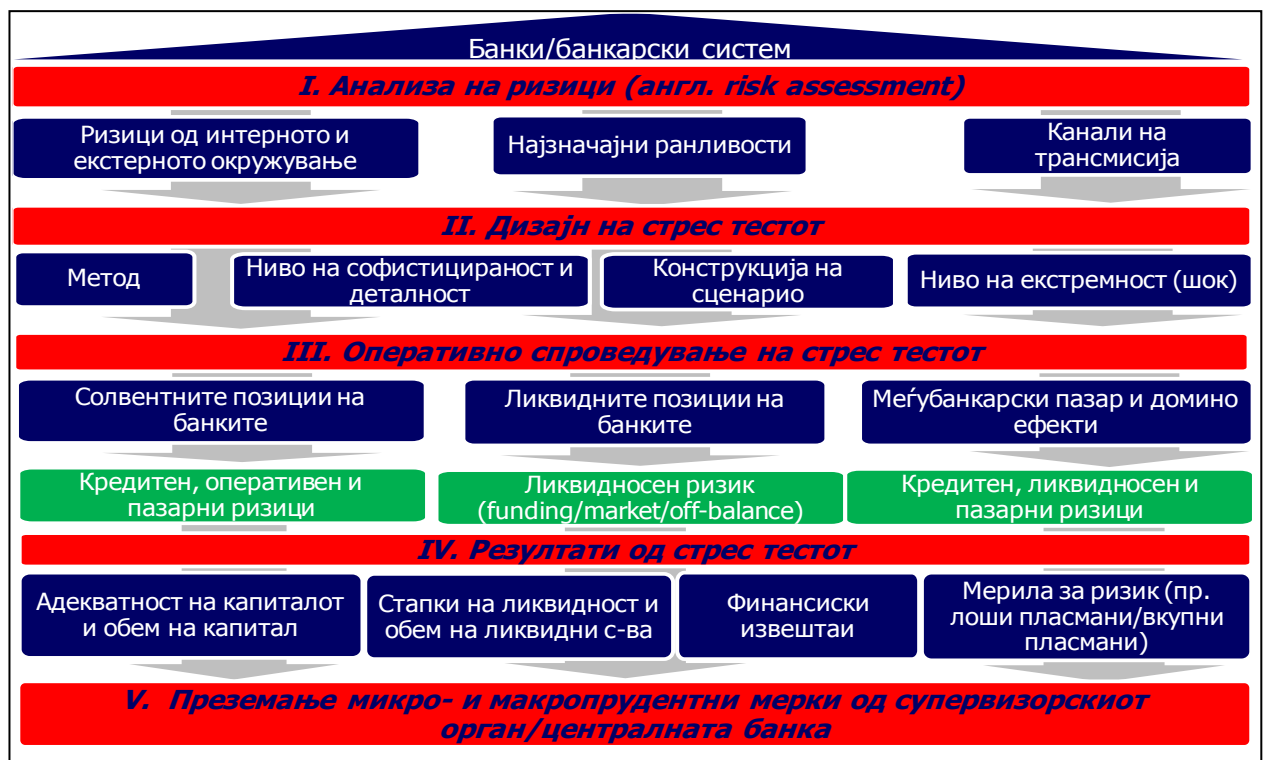 Банки/банкарски систем
I. Анализа на ризици (англ. risk assessment)
Ризици од интерното и
екстерното окружување
Најзначајни ранливости
Канали на
трансмисија
II. Дизајн на стрес тестот
Метод
Ниво на софистицираност и
деталност
Конструкција на
сценарио
Ниво на екстремност (шок)
III. Оперативно спроведување на стрес тестот
Солвентните позиции на
банките
Ликвидните позиции на
банките
Меѓубанкарски пазар и домино
ефекти
Кредитен, оперативен и
пазарни ризици
Ликвидносен ризик
(funding/market/off-balance)
Кредитен, ликвидносен и
пазарни ризици
IV. Резултати од стрес тестот
Адекватност на капиталот
и обем на капитал
Стапки на ликвидност и
обем на ликвидни с-ва
Финансиски
извештаи
Мерила за ризик (пр.
лоши пласмани/вкупни
пласмани)
V. Преземање микро- и макропрудентни мерки од супервизорскиот
орган/централната банка